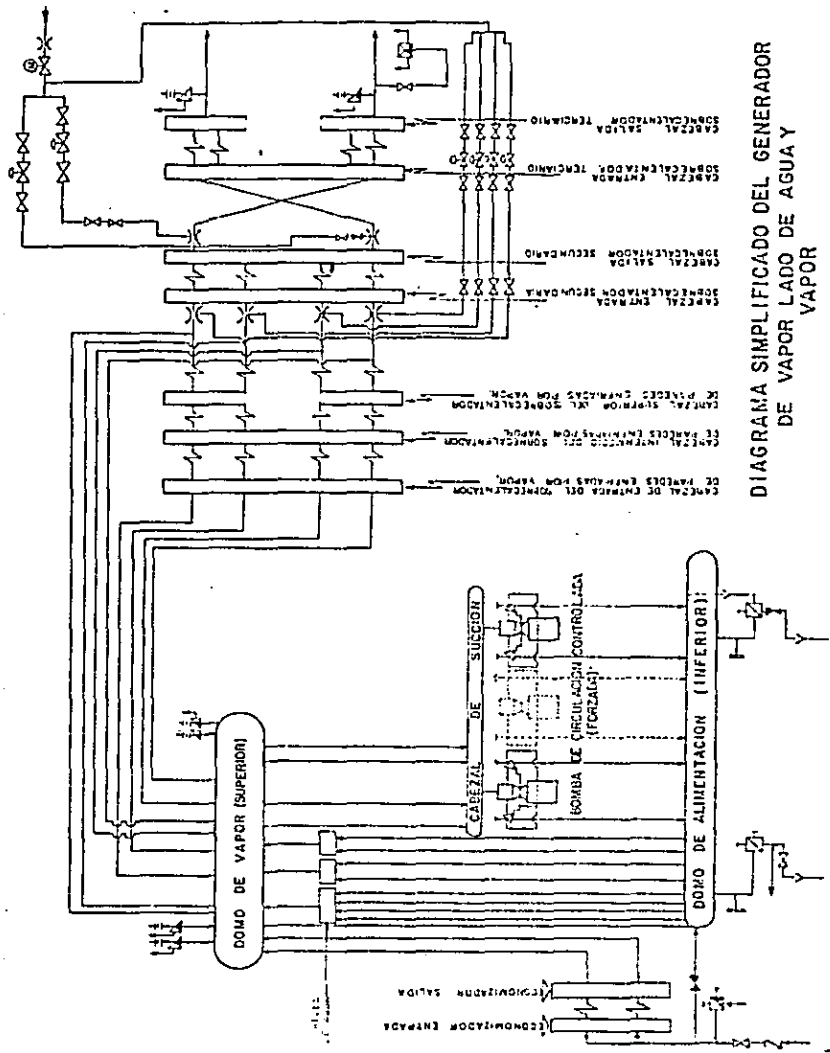 CABEZAL SALIDA
SOBRECALENTADOR TERCIARIO
CABEZAL ENTRADA
SOBRECALENTADOR TERCIARIO
CABEZAL SALIDA
SOBRECALENTADOR SECUNDARIO
CABEZAL ENTRADA
SOBRECALENTADOR SECUNDARIA
CABEZAL SUPERIOR DEL SOBRECALENTADOR
DE PAREDES ENFRIADAS POR VAPOR.
CABEZAL INTERMEDIO DEL SOBRECALENTADOR
DE PAREDES ENFRIADAS POR VAPOR.
CABEZAL DE ENTRADA DEL SOBRECALENTADOR
DE PAREDES ENFRIADAS POR VAPOR.
DIAGRAMA SIMPLIFICADO DEL GENERADOR
DE VAPOR LADO DE AGUA Y
VAPOR
DOMO DE VAPOR (SUPERIOR)
CABEZAL DE SUCCION
BOMBA DE CIRCULACION CONTROLADA
(FORZADA)
DOMO DE ALIMENTACION (INFERIOR)
ECONOMIZADOR SALIDA
ECONOMIZADOR ENTRADA